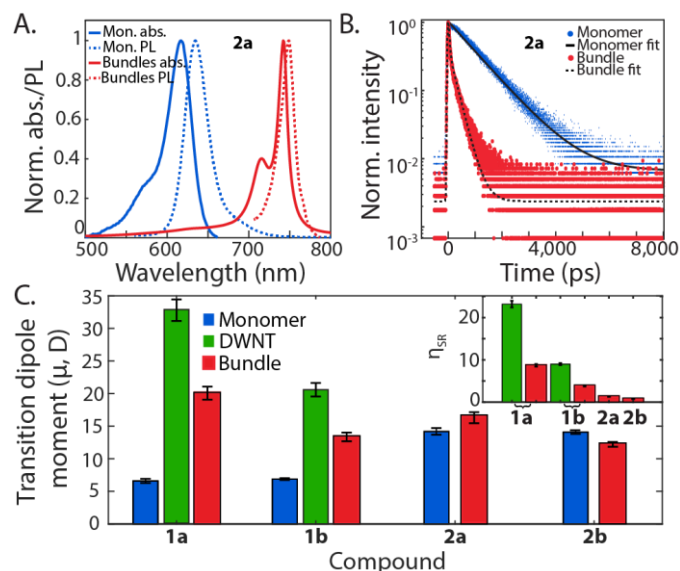 A.
2a
Mon. abs.
Mon. PL
Bundles abs.
Bundles PL
Norm. abs./PL
1
0.8
0.6
0.4
0.2
0
500 600 700 800
Wavelength (nm)
B.
2a
Monomer
Monomer fit
Bundle
Bundle fit
Norm. intensity
10⁰
10⁻¹
10⁻²
10⁻³
0 4,000 8,000
Time (ps)
C.
Monomer
DWNT
Bundle
Transition dipole
moment (μ, D)
35
30
25
20
15
10
5
0
1a 1b 2a 2b
Compound
ηSR
20
10
0
1a 1b 2a 2b